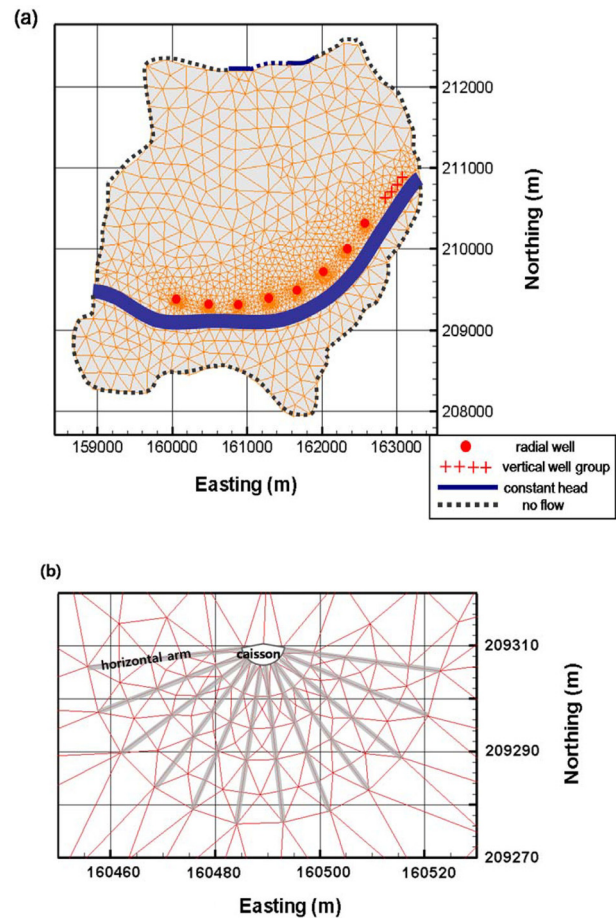 (a)
212000
211000
210000
209000
208000
Northing (m)
159000 160000 161000 162000 163000
Easting (m)
radial well
vertical well group
constant head
no flow
(b)
horizontal arm
caisson
209310
209290
209270
Northing (m)
160460 160480 160500 160520
Easting (m)